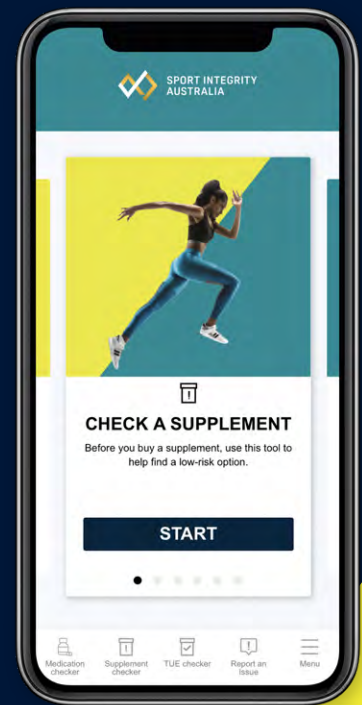 SPORT INTEGRITY
AUSTRALIA
CHECK A SUPPLEMENT
Before you buy a supplement, use this tool to
help find a low-risk option.
START
Medication
checker
Supplement
checker
TUE checker
Report an
Issue
Menu